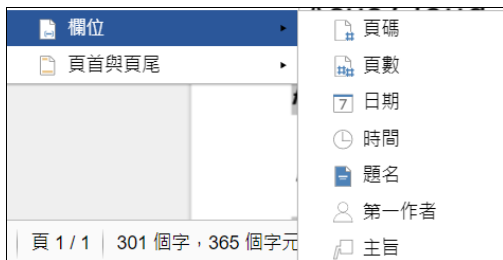 欄位
頁首與頁尾
頁碼
頁數
日期
時間
題名
第一作者
主旨
頁 1 / 1
301 個字，365 個字元